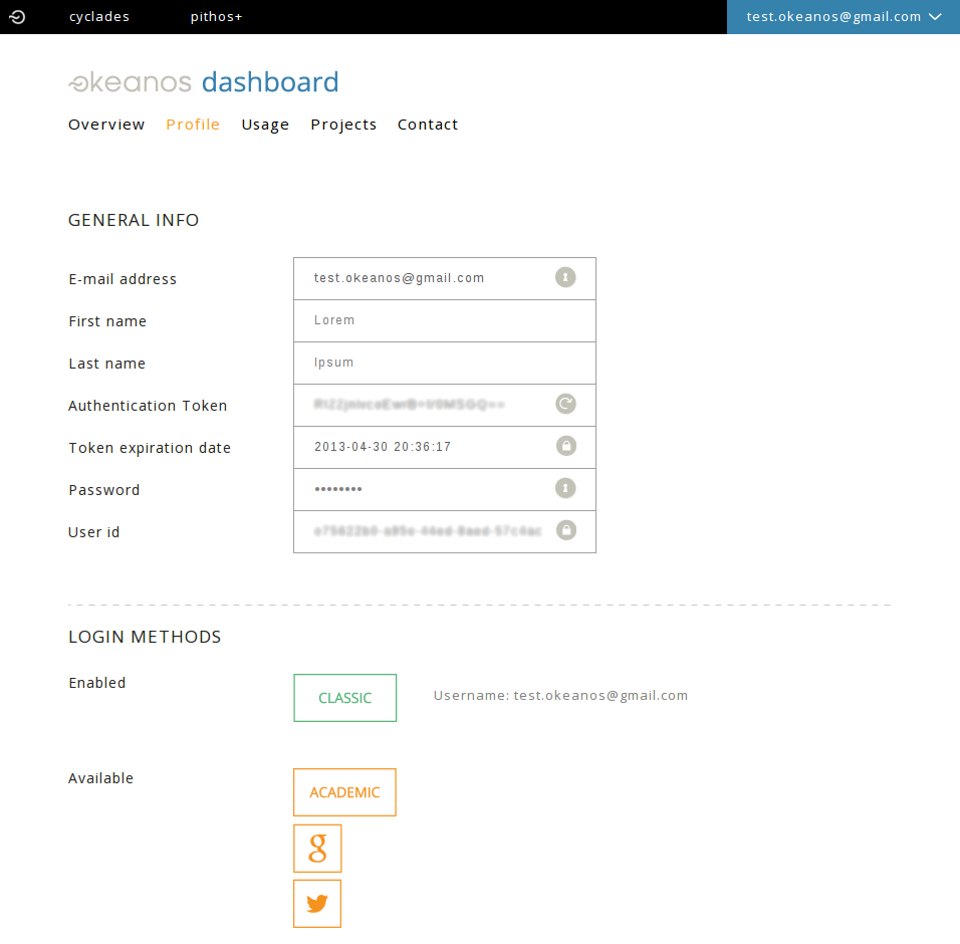 cyclades pithos+ test.okeanos@gmail.com
okeanos dashboard
Overview Profile Usage Projects Contact
GENERAL INFO
E-mail address test.okeanos@gmail.com
First name Lorem
Last name Ipsum
Authentication Token
Token expiration date 2013-04-30 20:36:17
Password ••••••••
User id
LOGIN METHODS
Enabled CLASSIC Username: test.okeanos@gmail.com
Available ACADEMIC
g